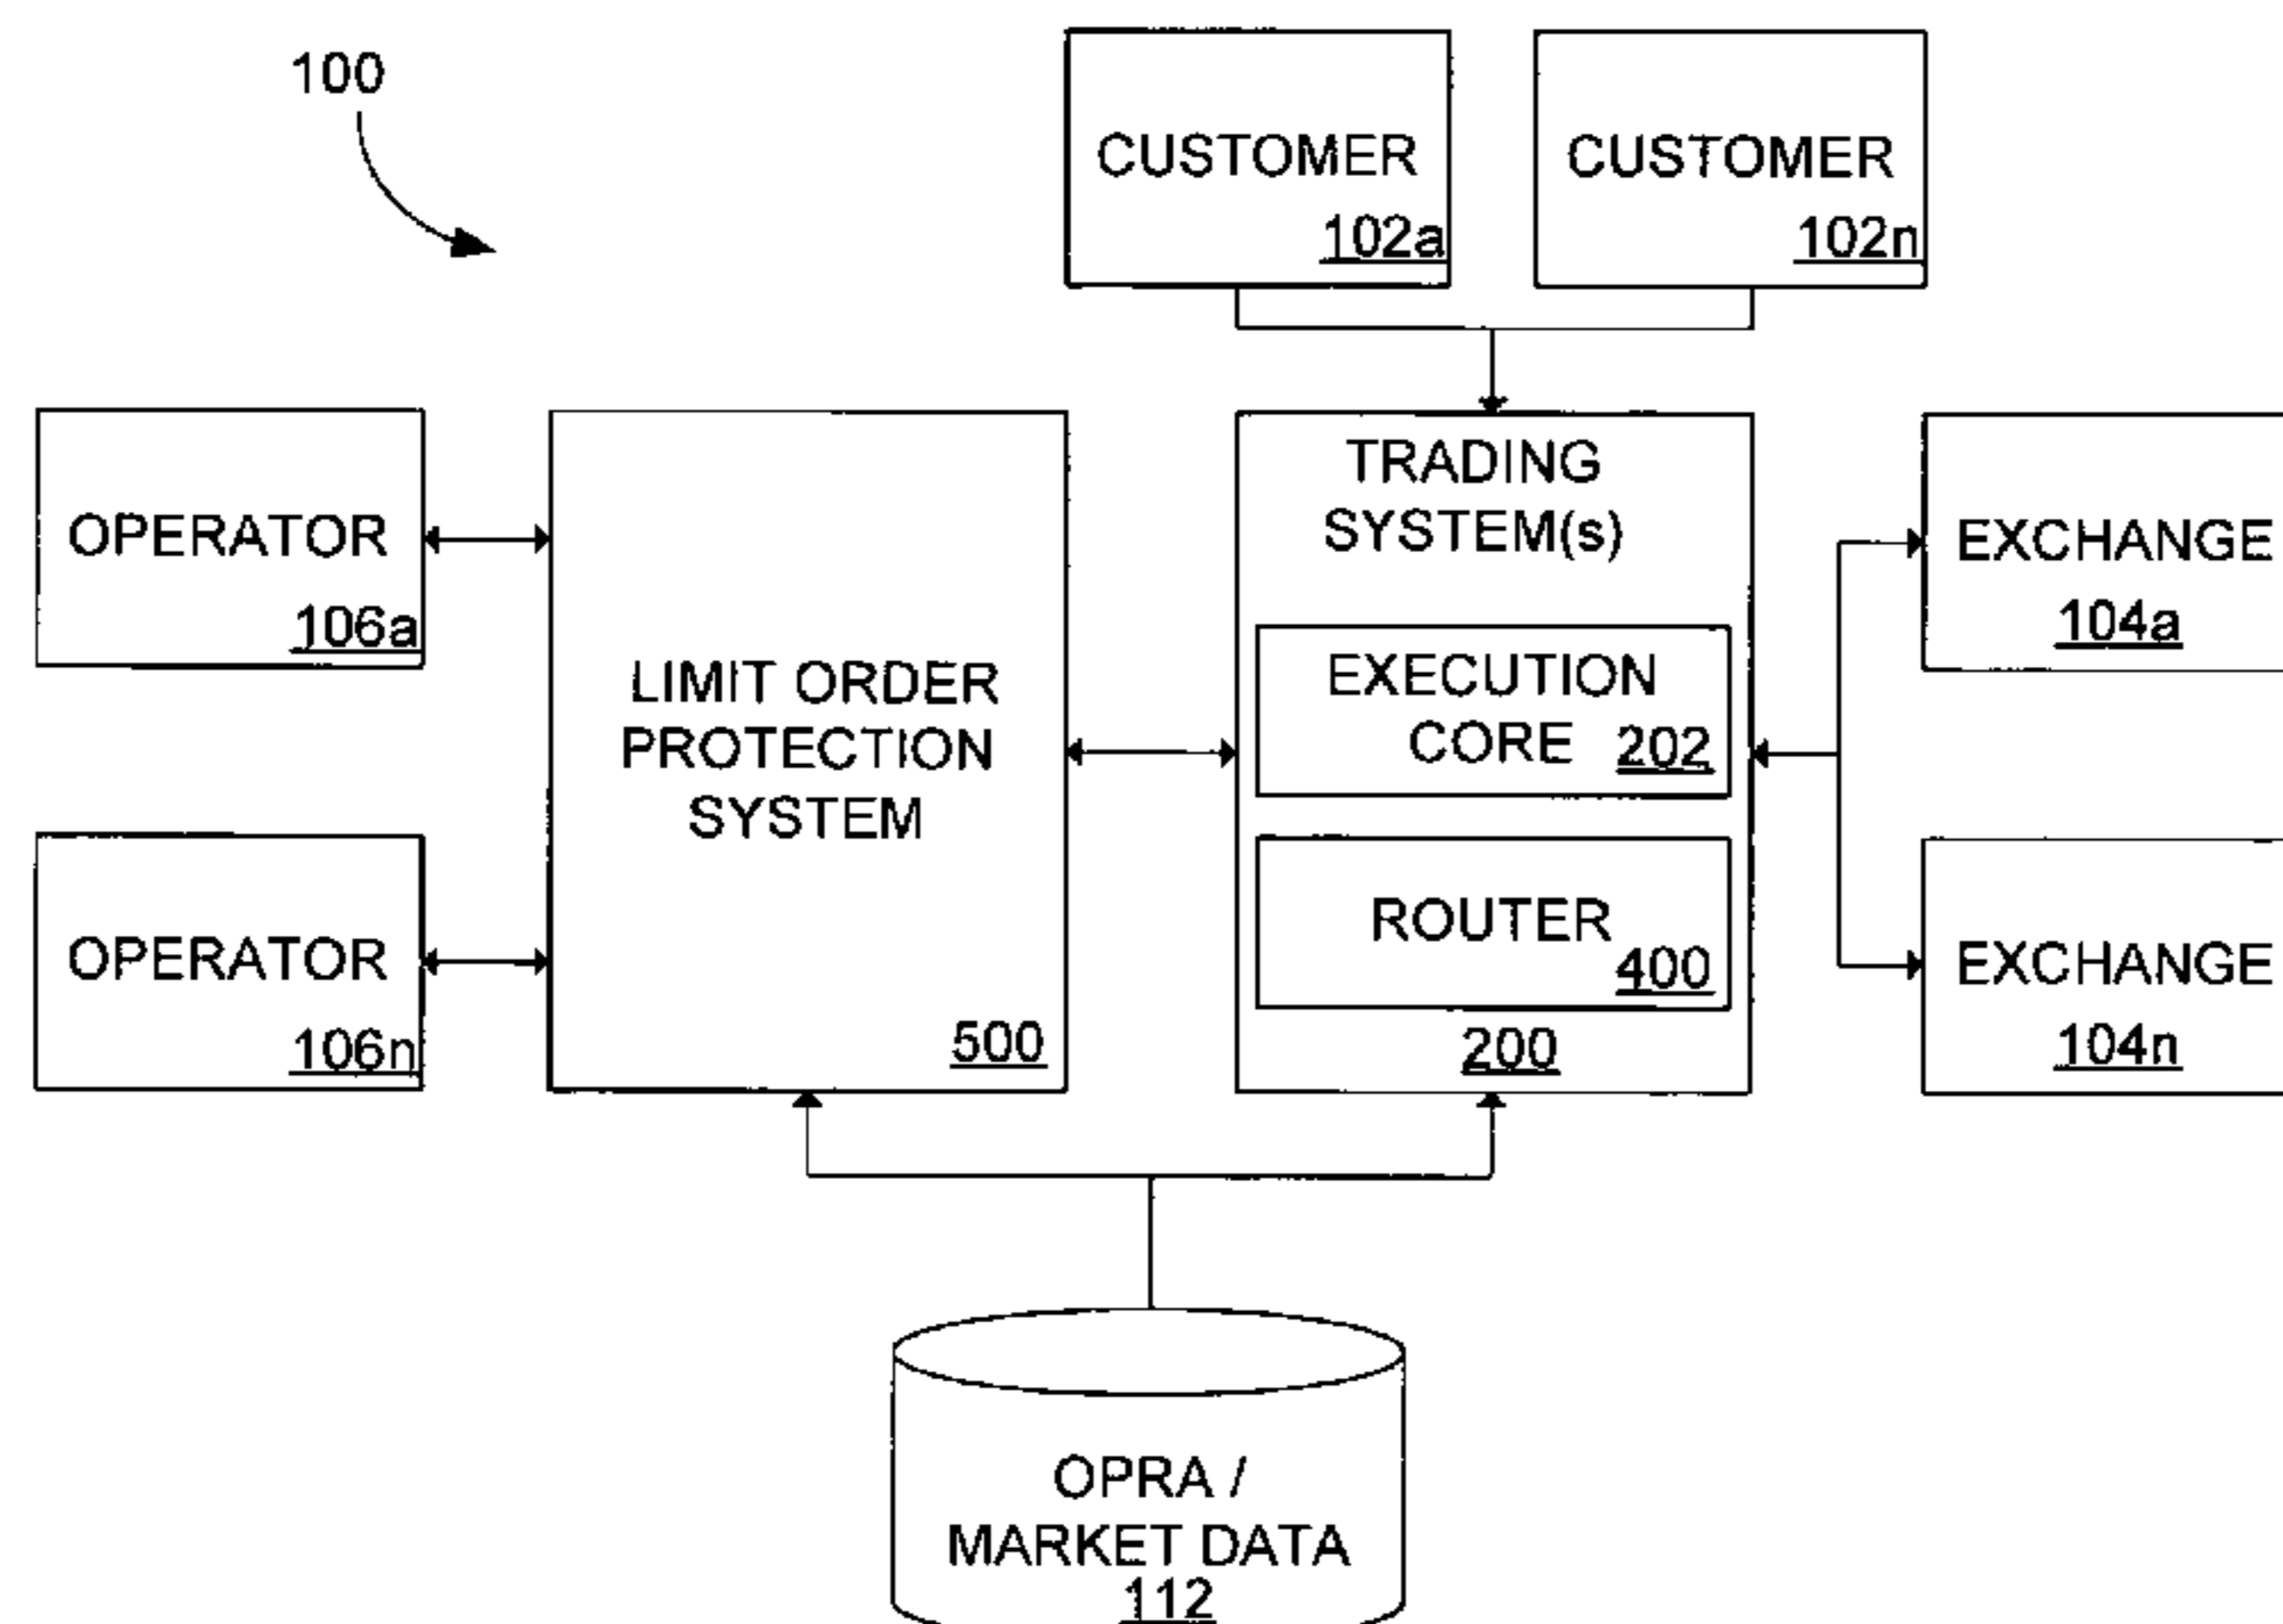 100
CUSTOMER
102a
CUSTOMER
102n
OPERATOR
106a
OPERATOR
106n
LIMIT ORDER
PROTECTION
SYSTEM
500
TRADING
SYSTEM(s)
EXECUTION
CORE 202
ROUTER
400
200
EXCHANGE
104a
EXCHANGE
104n
OPRA /
MARKET DATA
112